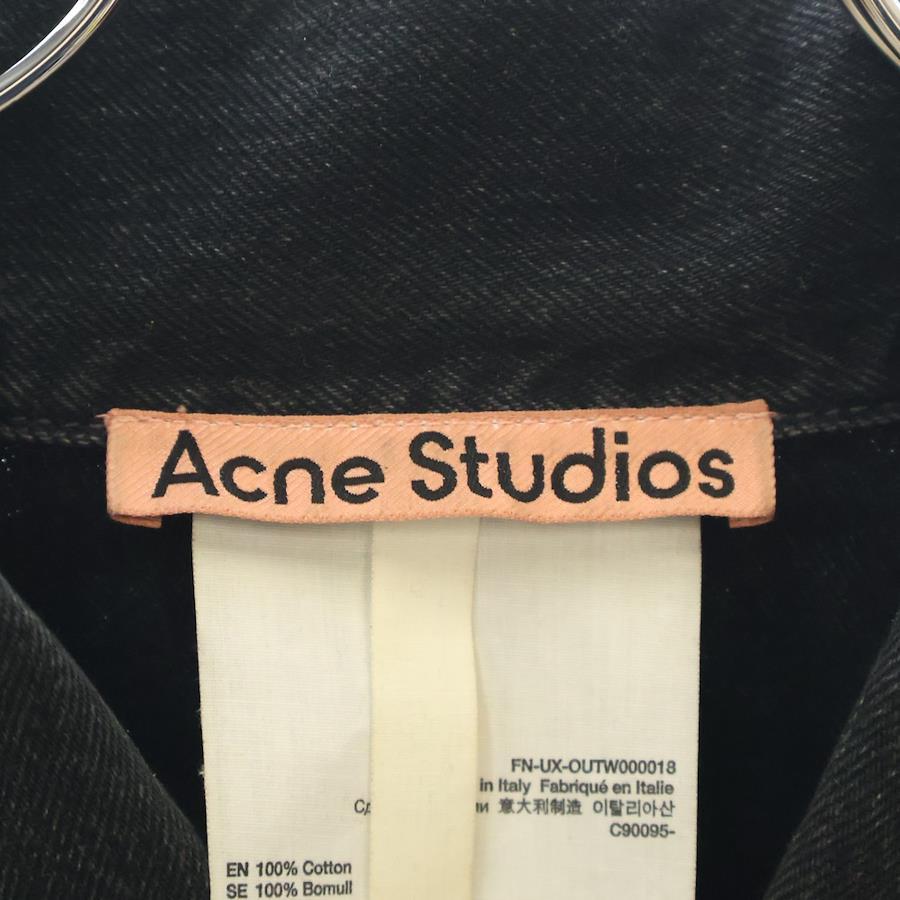 Acne Studios
FN-UX-OUTW000018
in Italy Fabriqué en Italie
意大利制造 이탈리아산
C90095-
EN 100% Cotton
SE 100% Bomull